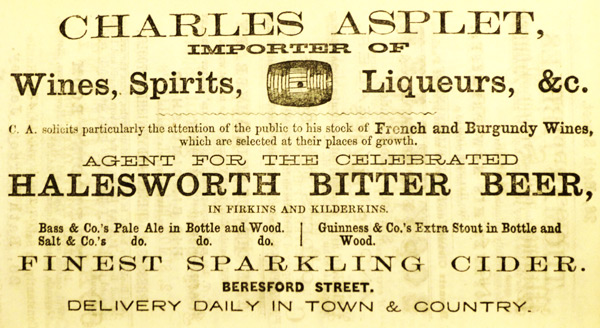 CHARLES ASPLET,
IMPORTER OF
Wines, Spirits, Liqueurs, &c.
C. A. solicits particularly the attention of the public to his stock of French and Burgundy Wines,
which are selected at their places of growth.
AGENT FOR THE CELEBRATED
HALESWORTH BITTER BEER,
IN FIRKINS AND KILDERKINS.
Bass & Co.'s Pale Ale in Bottle and Wood.
Salt & Co.'s do. do. do.
Guinness & Co.'s Extra Stout in Bottle and
Wood.
FINEST SPARKLING CIDER.
BERESFORD STREET.
DELIVERY DAILY IN TOWN & COUNTRY.